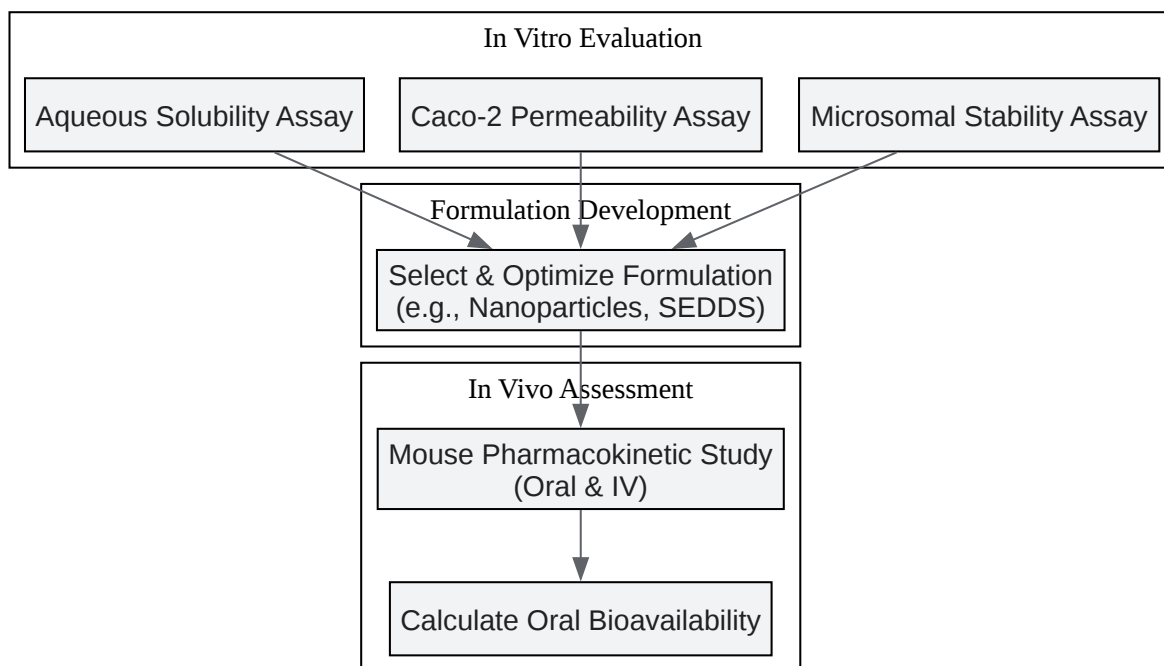 In Vitro Evaluation
Aqueous Solubility Assay
Caco-2 Permeability Assay
Microsomal Stability Assay
Formulation Development
Select & Optimize Formulation
(e.g., Nanoparticles, SEDDS)
In Vivo Assessment
Mouse Pharmacokinetic Study
(Oral & IV)
Calculate Oral Bioavailability